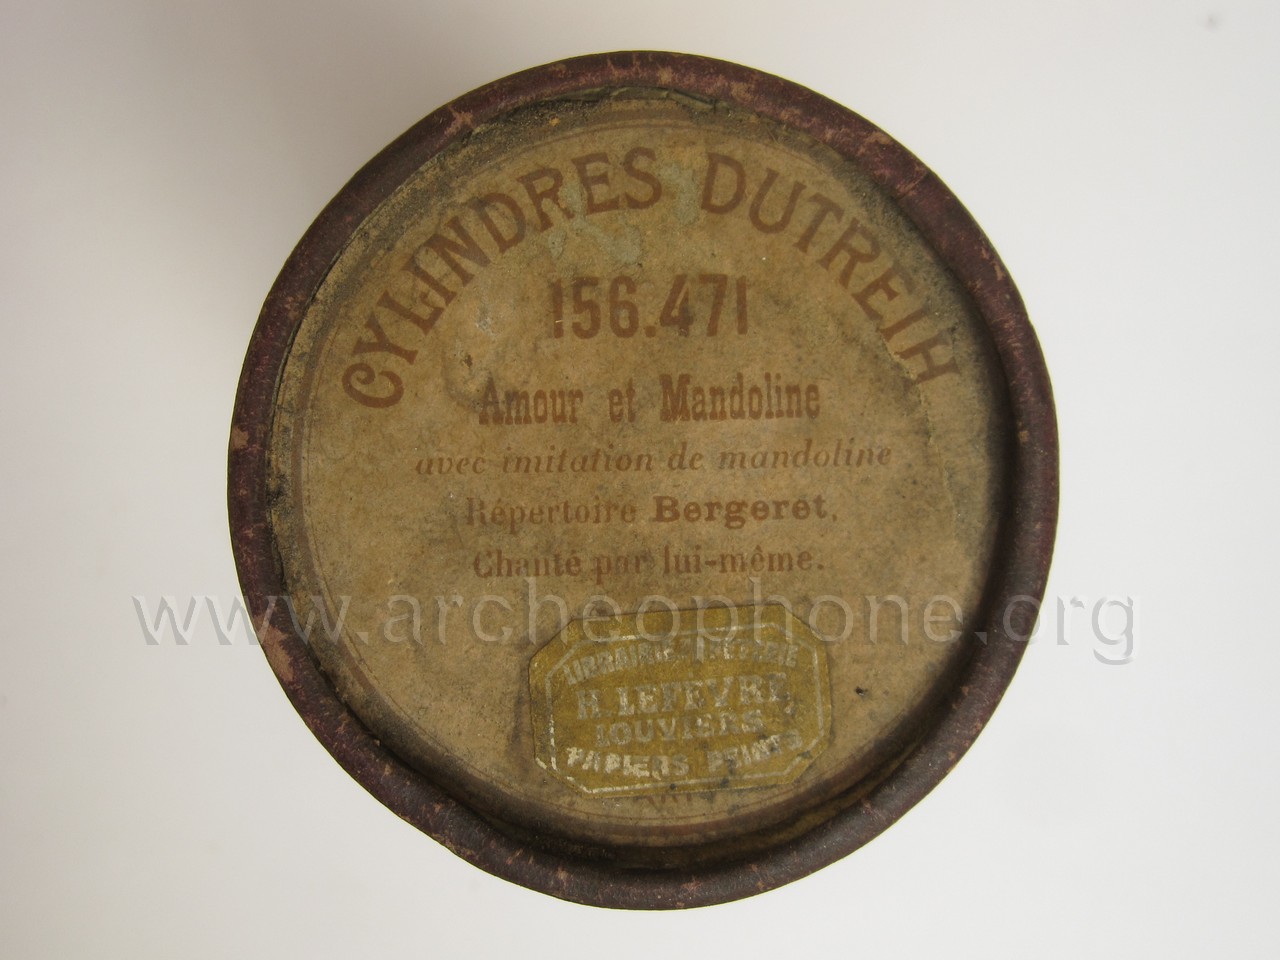 CYLINDRES DUTREIH
156.471
Amour et Mandoline
avec imitation de mandoline
Répertoire Bergeret,
Chanté par lui-même.
www.archeophone.org
LIBRAIRIE
H. LEFEVRE
LOUVIERS
PAPIERS PEINTS